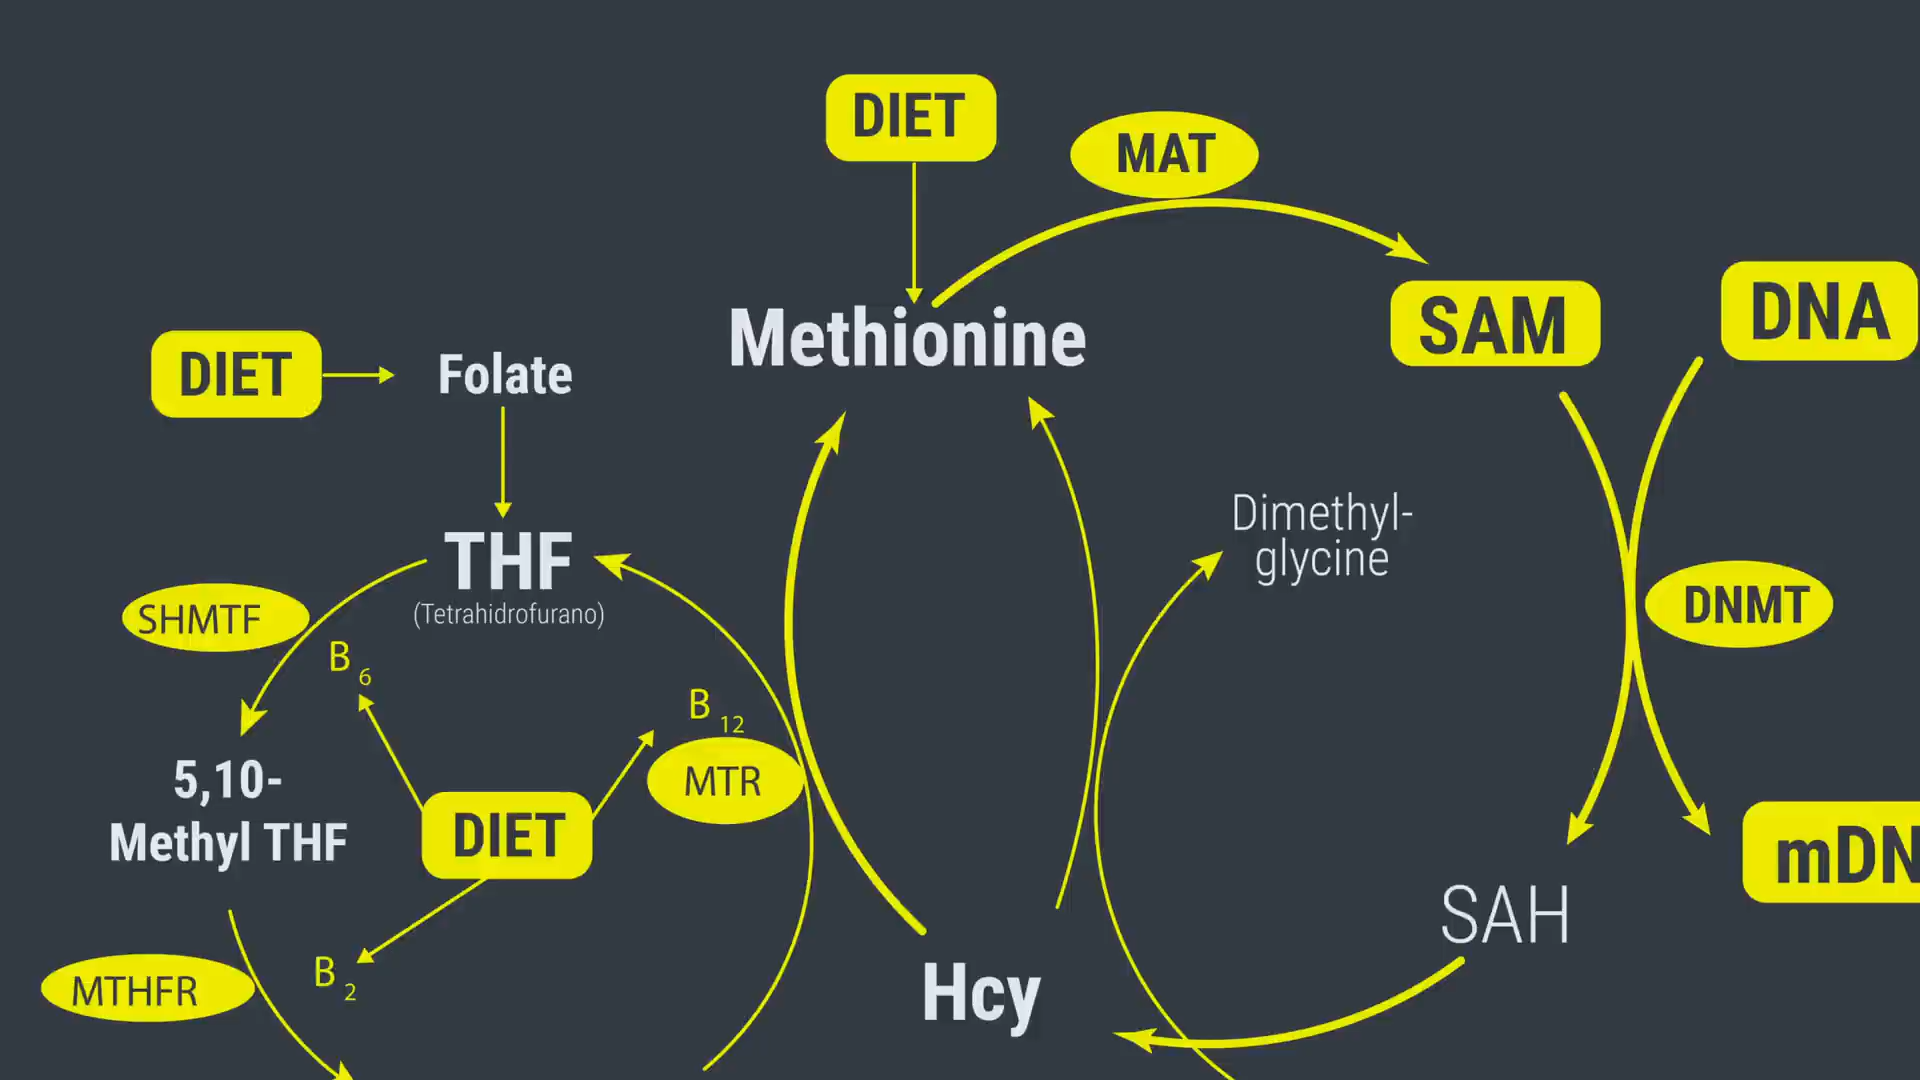 DIET
MAT
Methionine
SAM
DNA
DIET
Folate
THF
(Tetrahidrofurano)
Dimethyl-
glycine
SHMTF
B 6
DNMT
B 12
MTR
5,10-
Methyl THF
DIET
mDN
SAH
B 2
MTHFR
Hcy